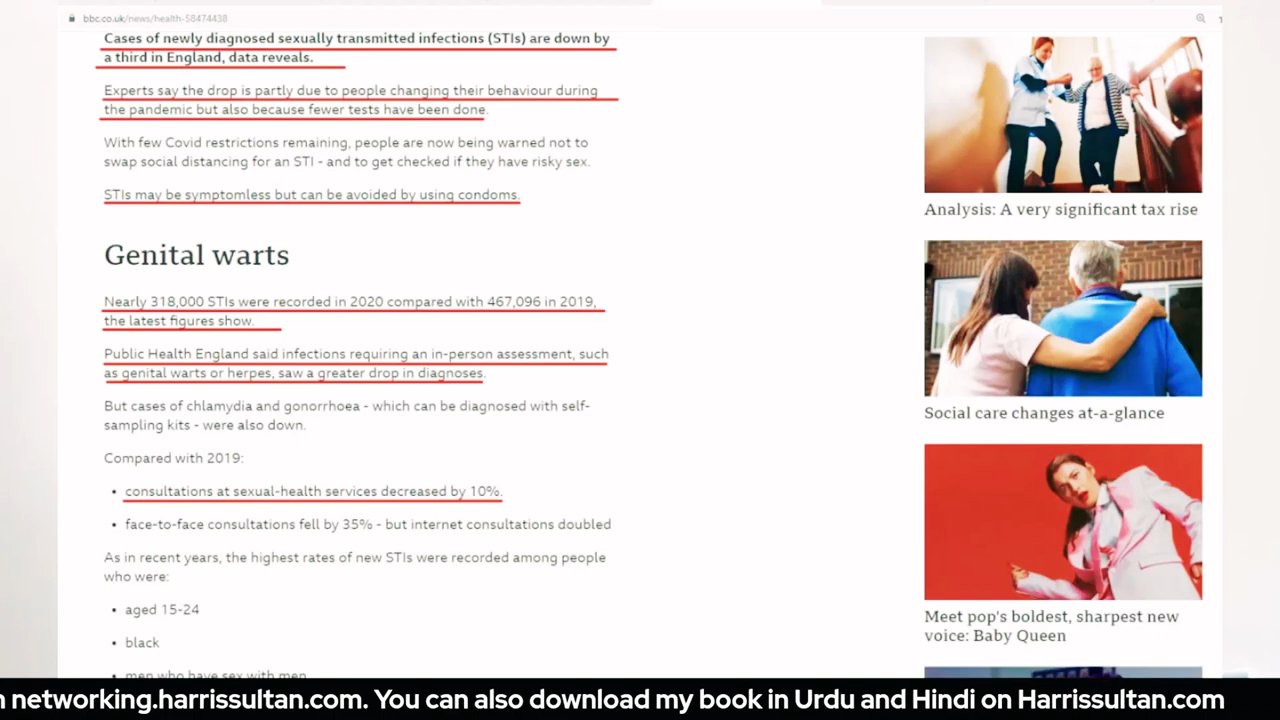 bbc.co.uk/news/health-58474438
Cases of newly diagnosed sexually transmitted infections (STIs) are down by
a third in England, data reveals.
Experts say the drop is partly due to people changing their behaviour during
the pandemic but also because fewer tests have been done.
With few Covid restrictions remaining, people are now being warned not to
swap social distancing for an STI - and to get checked if they have risky sex.
STIs may be symptomless but can be avoided by using condoms.
Genital warts
Nearly 318,000 STIs were recorded in 2020 compared with 467,096 in 2019,
the latest figures show.
Public Health England said infections requiring an in-person assessment, such
as genital warts or herpes, saw a greater drop in diagnoses.
But cases of chlamydia and gonorrhoea - which can be diagnosed with self-
sampling kits - were also down.
Compared with 2019:
• consultations at sexual-health services decreased by 10%.
• face-to-face consultations fell by 35% - but internet consultations doubled
As in recent years, the highest rates of new STIs were recorded among people
who were:
• aged 15-24
• black
men who have sex with men
Analysis: A very significant tax rise
Social care changes at-a-glance
Meet pop's boldest, sharpest new
voice: Baby Queen
networking.harrissultan.com. You can also download my book in Urdu and Hindi on Harrissultan.com